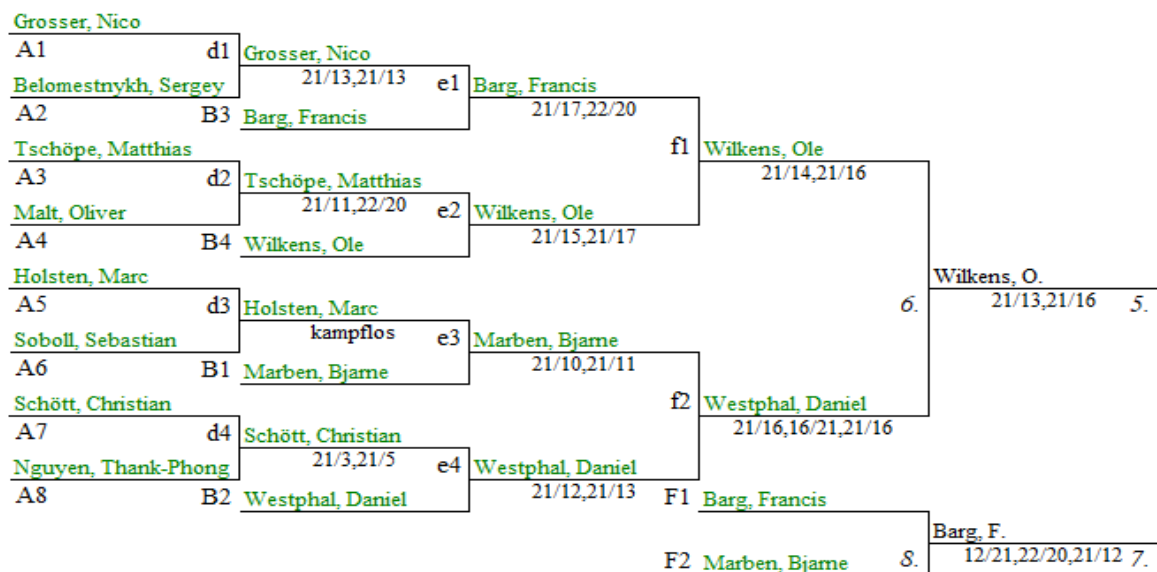 Grosser, Nico
A1 d1 Grosser, Nico
21/13,21/13 e1 Barg, Francis
Belomestnykh, Sergey
21/17,22/20
A2 B3 Barg, Francis
Tschöpe, Matthias f1 Wilkens, Ole
21/14,21/16
A3 d2 Tschöpe, Matthias
21/11,22/20 e2 Wilkens, Ole
Malt, Oliver
21/15,21/17
A4 B4 Wilkens, Ole
Holsten, Marc Wilkens, O.
A5 d3 Holsten, Marc 6. 21/13,21/16 5.
kampflos e3 Marben, Bjarne
Soboll, Sebastian
21/10,21/11
A6 B1 Marben, Bjarne
Schött, Christian f2 Westphal, Daniel
21/16,16/21,21/16
A7 d4 Schött, Christian
21/3,21/5 e4 Westphal, Daniel
Nguyen, Thank-Phong
21/12,21/13
A8 B2 Westphal, Daniel F1 Barg, Francis
Barg, F.
12/21,22/20,21/12 7.
F2 Marben, Bjarne 8.